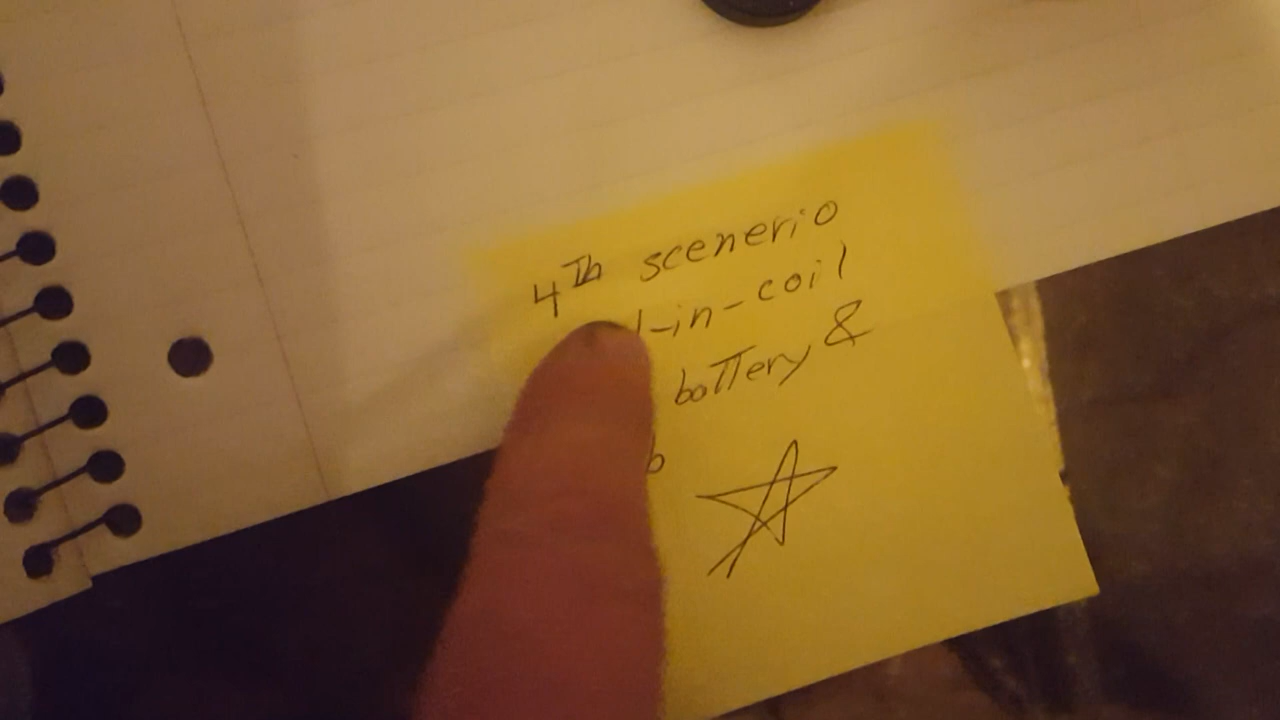 4Th scenerio
l-in-coil
battery &
b